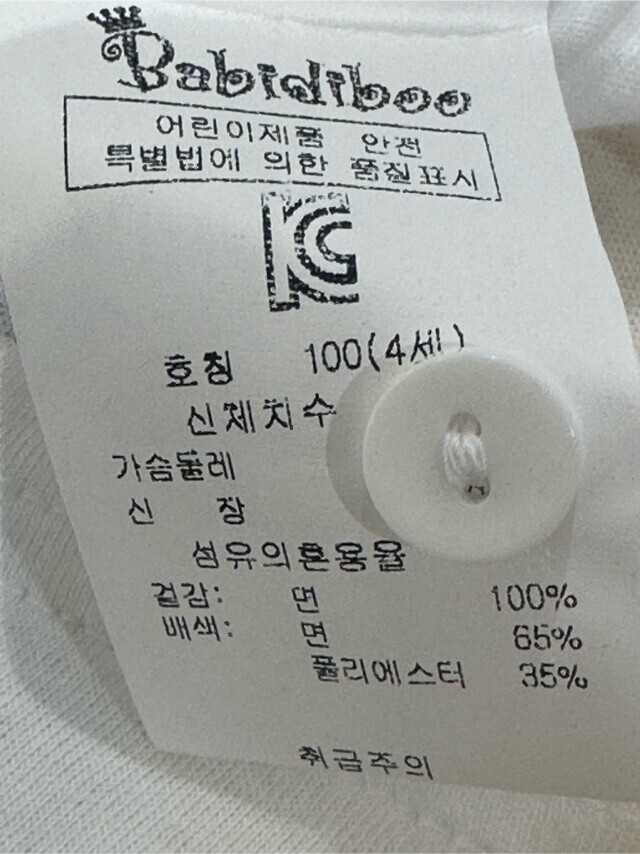 Babidiboo
어린이제품 안전
특별법에 의한 품질표시
KC
호칭 100(4세)
신체치수
가슴둘레
신 장
섬유의혼용율
겉감: 면 100%
배색: 면 65%
폴리에스터 35%
취급주의